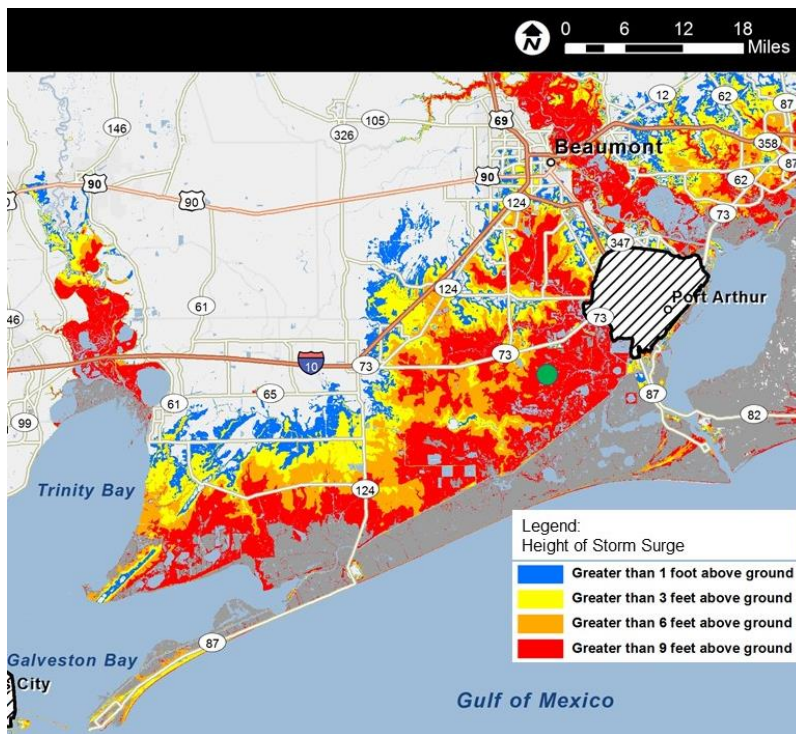 0 6 12 18
N
Miles
12
62
87
146
105
69
326
358
Beaumont
90
90
90
87
62
124
73
347
61
124
Port Arthur
73
46
73
10
73
87
61
65
82
99
Trinity Bay
124
Legend:
Height of Storm Surge
Greater than 1 foot above ground
Greater than 3 feet above ground
Greater than 6 feet above ground
Greater than 9 feet above ground
87
Galveston Bay
City
Gulf of Mexico